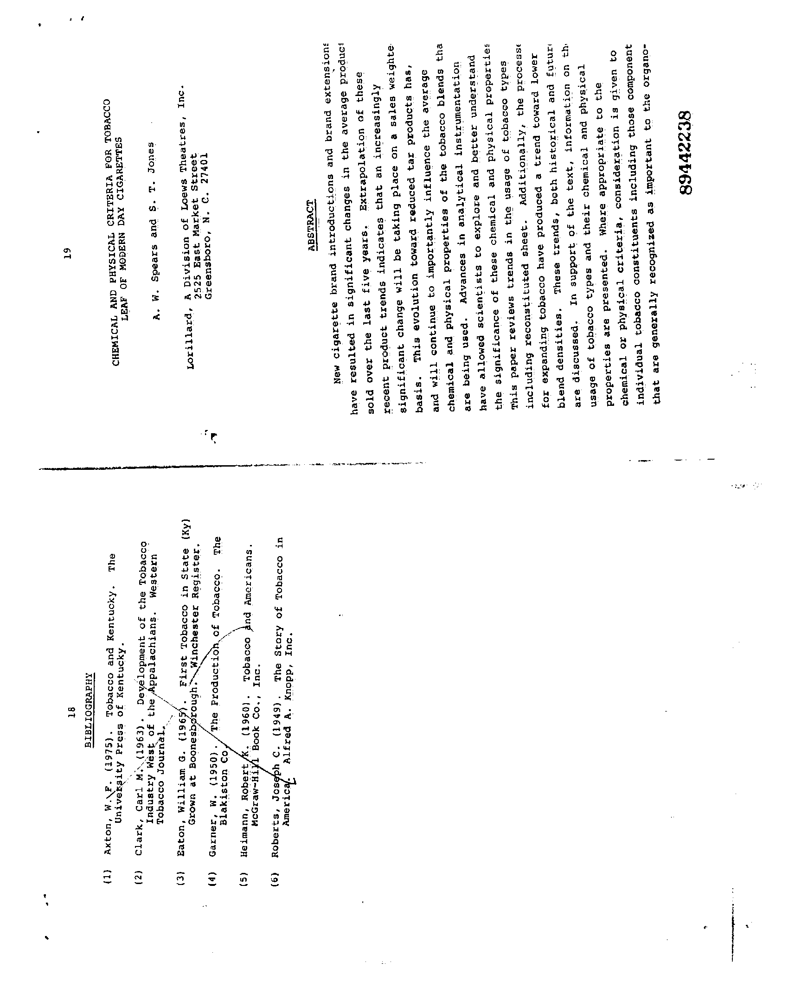 18
BIBLIOGRAPHY
(1) Axton, W. F. (1975). Tobacco and Kentucky. The
University Press of Kentucky.
(2) Clark, Carl M. (1963). Development of the Tobacco
Industry West of the Appalachians. Western
Tobacco Journal.
(3) Eaton, William G. (1965). First Tobacco in State (Ky)
Grown at Boonesborough. Winchester Register.
(4) Garner, W. (1950). The Production of Tobacco. The
Blakiston Co.
(5) Heimann, Robert K. (1960). Tobacco and Americans.
McGraw-Hill Book Co., Inc.
(6) Roberts, Joseph C. (1949). The Story of Tobacco in
America. Alfred A. Knopp, Inc.
19
CHEMICAL AND PHYSICAL CRITERIA FOR TOBACCO
LEAF OF MODERN DAY CIGARETTES
A. W. Spears and S. T. Jones
Lorillard, A Division of Loews Theatres, Inc.
2525 East Market Street
Greensboro, N. C. 27401
ABSTRACT
New cigarette brand introductions and brand extensions
have resulted in significant changes in the average product
sold over the last five years. Extrapolation of these
recent product trends indicates that an increasingly
significant change will be taking place on a sales weighte
basis. This evolution toward reduced tar products has,
and will continue to importantly influence the average
chemical and physical properties of the tobacco blends tha
are being used. Advances in analytical instrumentation
have allowed scientists to explore and better understand
the significance of these chemical and physical properties
This paper reviews trends in the usage of tobacco types
including reconstituted sheet. Additionally, the processe
for expanding tobacco have produced a trend toward lower
blend densities. These trends, both historical and future
are discussed. In support of the text, information on th
usage of tobacco types and their chemical and physical
properties are presented. Where appropriate to the
chemical or physical criteria, consideration is given to
individual tobacco constituents including those component
that are generally recognized as important to the organo-
89442238